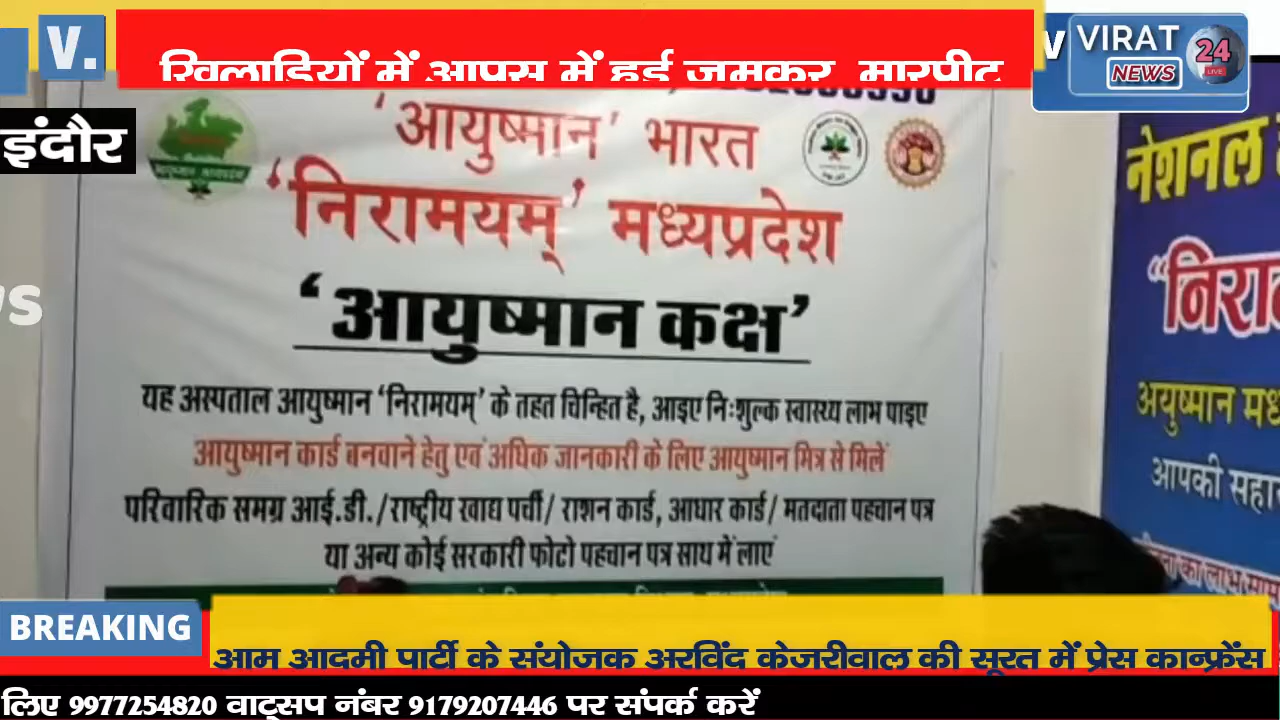 V.
खिलाड़ियों में आपस में हुई जमकर मारपीट
VIRAT
24
LIVE
NEWS
इंदौर
'आयुष्मान' भारत
'निरामयम्' मध्यप्रदेश
'आयुष्मान कक्ष'
यह अस्पताल आयुष्मान 'निरामयम्' के तहत चिन्हित है, आइए निःशुल्क स्वास्थ्य लाभ पाइए
आयुष्मान कार्ड बनवाने हेतु एवं अधिक जानकारी के लिए आयुष्मान मित्र से मिलें
परिवारिक समग्र आई.डी./राष्ट्रीय खाद्य पर्ची/ राशन कार्ड, आधार कार्ड/ मतदाता पहचान पत्र
या अन्य कोई सरकारी फोटो पहचान पत्र साथ में लाएं
नेशनल
"निरा
अयुष्मान मध
आपकी सहा
का लाभ साम
BREAKING
आम आदमी पार्टी के संयोजक अरविंद केजरीवाल की सूरत में प्रेस कान्फ्रेंस
लिए 9977254820 वाट्सप नंबर 9179207446 पर संपर्क करें